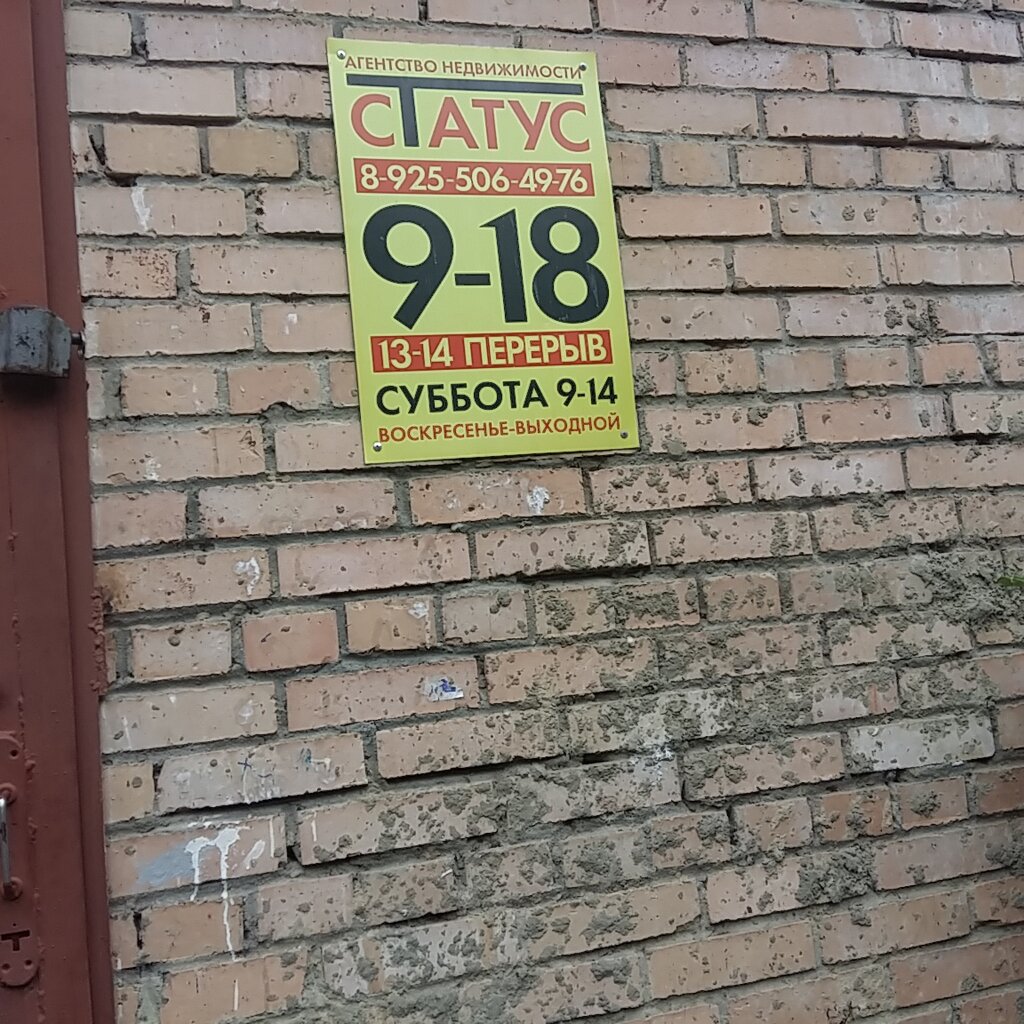 АГЕНТСТВО НЕДВИЖИМОСТИ
СТАТУС
8-925-506-49-76
9-18
13-14 ПЕРЕРЫВ
СУББОТА 9-14
ВОСКРЕСЕНЬЕ-ВЫХОДНОЙ